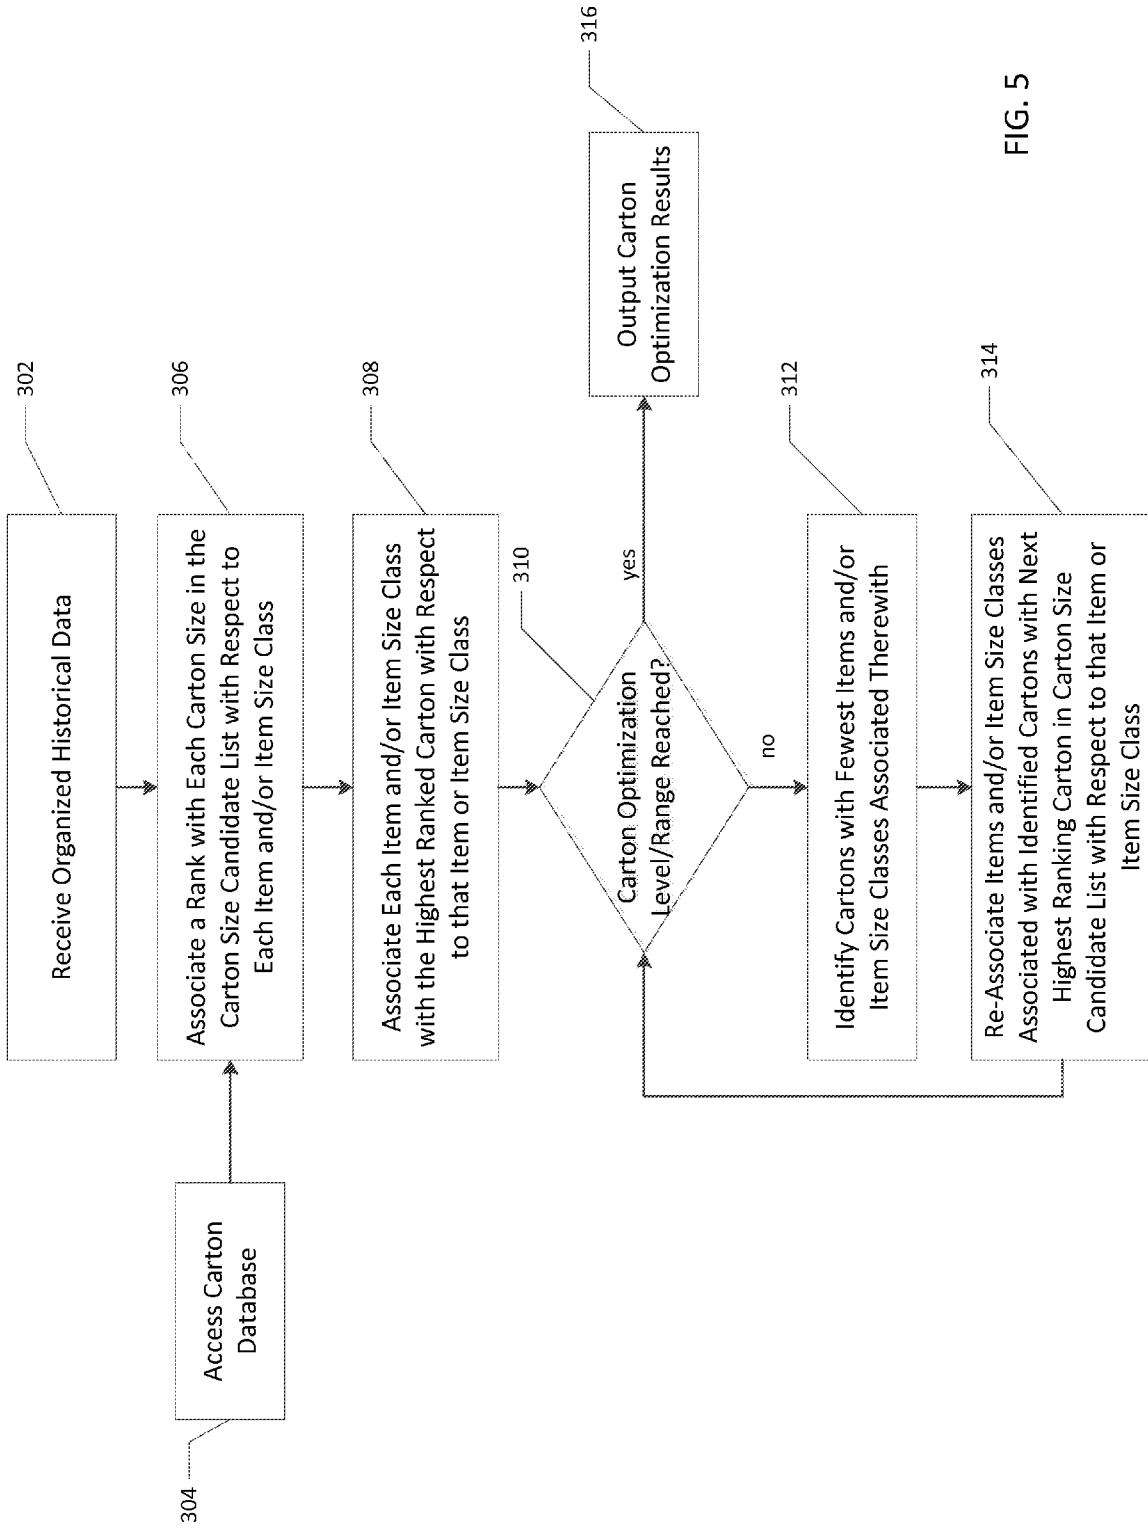 302
Receive Organized Historical Data
304
Access Carton
Database
306
Associate a Rank with Each Carton Size in the
Carton Size Candidate List with Respect to
Each Item and/or Item Size Class
308
Associate Each Item and/or Item Size Class
with the Highest Ranked Carton with Respect
to that Item or Item Size Class
310
Carton Optimization
Level/Range Reached?
yes
no
316
Output Carton
Optimization Results
312
Identify Cartons with Fewest Items and/or
Item Size Classes Associated Therewith
314
Re-Associate Items and/or Item Size Classes
Associated with Identified Cartons with Next
Highest Ranking Carton in Carton Size
Candidate List with Respect to that Item or
Item Size Class
FIG. 5